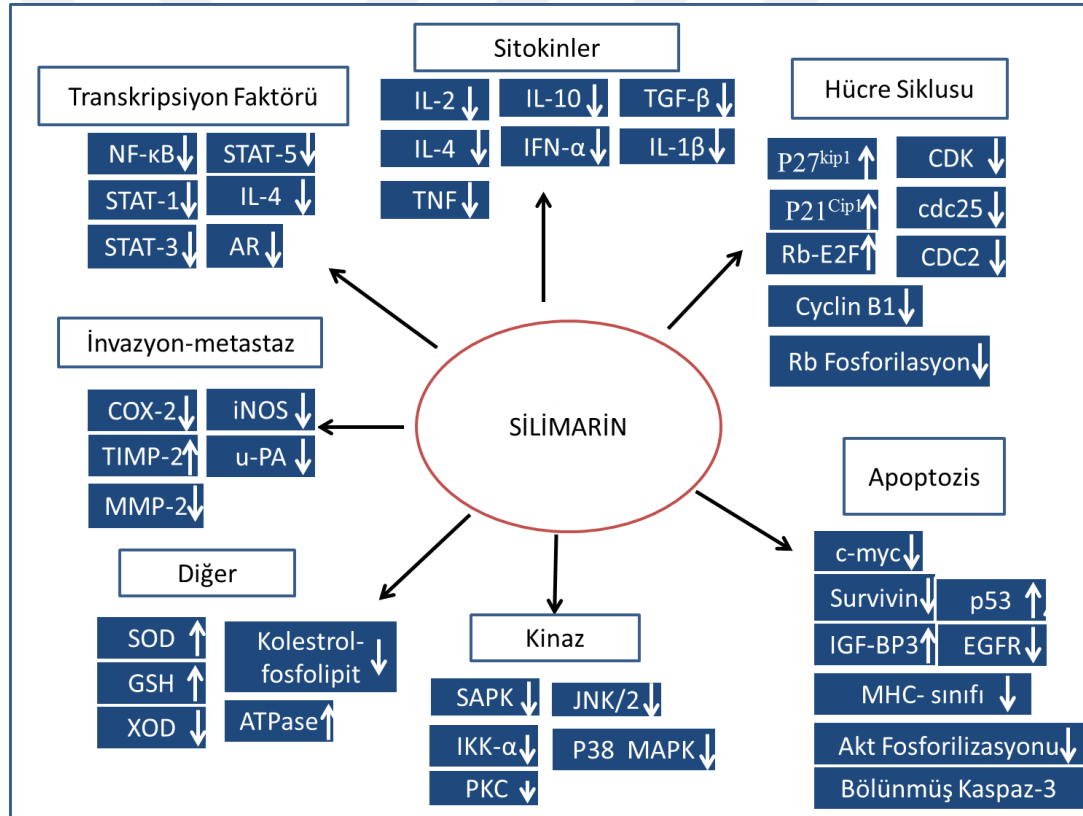 Sitokinler
IL-2 ↓ IL-10 ↓ TGF-β ↓
IL-4 ↓ IFN-α ↓ IL-1β ↓
TNF ↓
Transkripsiyon Faktörü
NF-κB ↓ STAT-5 ↓
STAT-1 ↓ IL-4 ↓
STAT-3 ↓ AR ↓
Hücre Siklusu
P27kip1 ↑ CDK ↓
P21Cip1 ↑ cdc25 ↓
Rb-E2F ↑ CDC2 ↓
Cyclin B1 ↓
Rb Fosforilasyon ↓
İnvazyon-metastaz
COX-2 ↓ iNOS ↓
TIMP-2 ↑ u-PA ↓
MMP-2 ↓
SİLİMARİN
Apoptozis
c-myc ↓
Survivin ↓ p53 ↑
IGF-BP3 ↑ EGFR ↓
MHC- sınıfı ↓
Akt Fosforilizasyonu ↓
Bölünmüş Kaspaz-3
Diğer
SOD ↑ Kolestrol-
fosfolipit ↓
GSH ↑
XOD ↓ ATPase ↑
Kinaz
SAPK ↓ JNK/2 ↓
IKK-α ↓ P38 MAPK ↓
PKC ↓